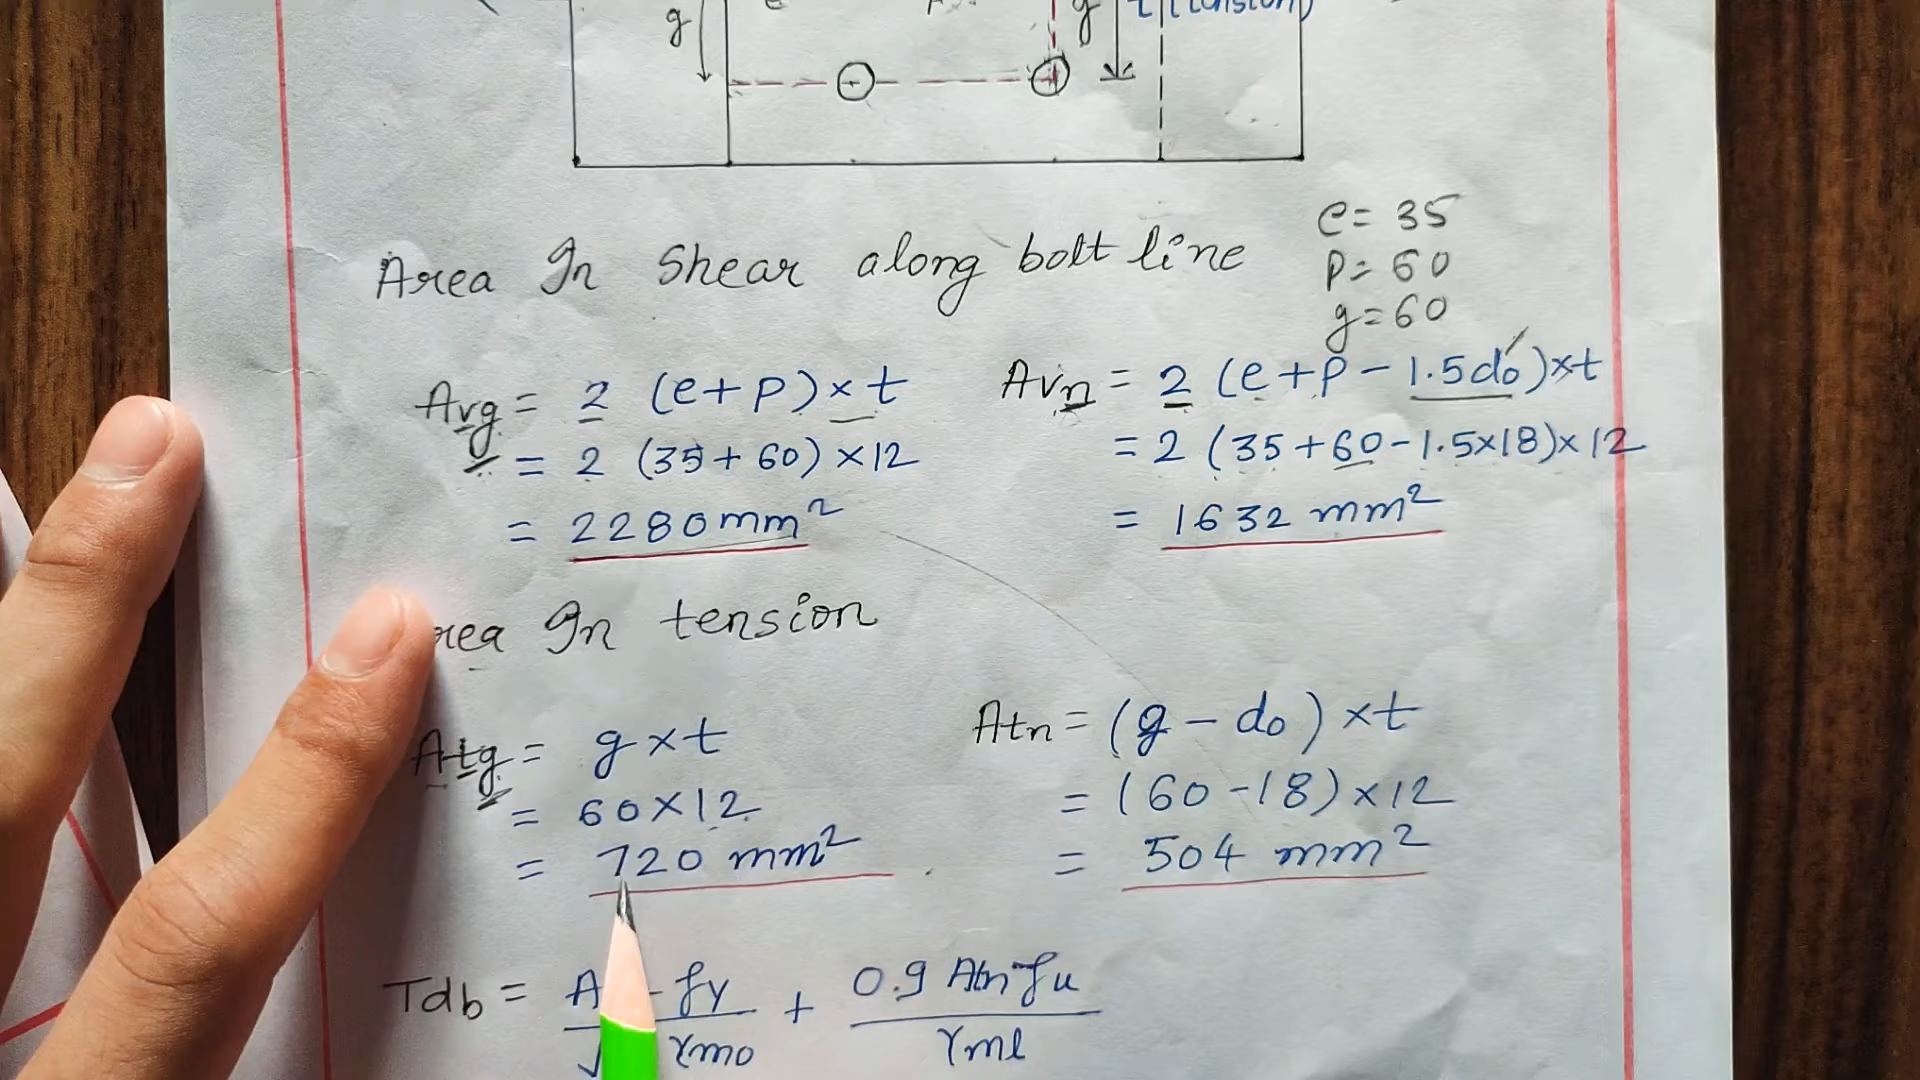 g e g t (tension)
Area In Shear along bolt line
e = 35
p = 60
g = 60
Avg = 2 (e+p) × t
= 2 (35+60) ×12
= 2280 mm²
Avn = 2 (e+p - 1.5do)×t
= 2 (35+60-1.5×18)×12
= 1632 mm²
rea In tension
Atg = g×t
= 60×12
= 720 mm²
Atn = (g - do) ×t
= (60-18)×12
= 504 mm²
Tdb = A fy / √ γmo + 0.9 Atn fu / γml